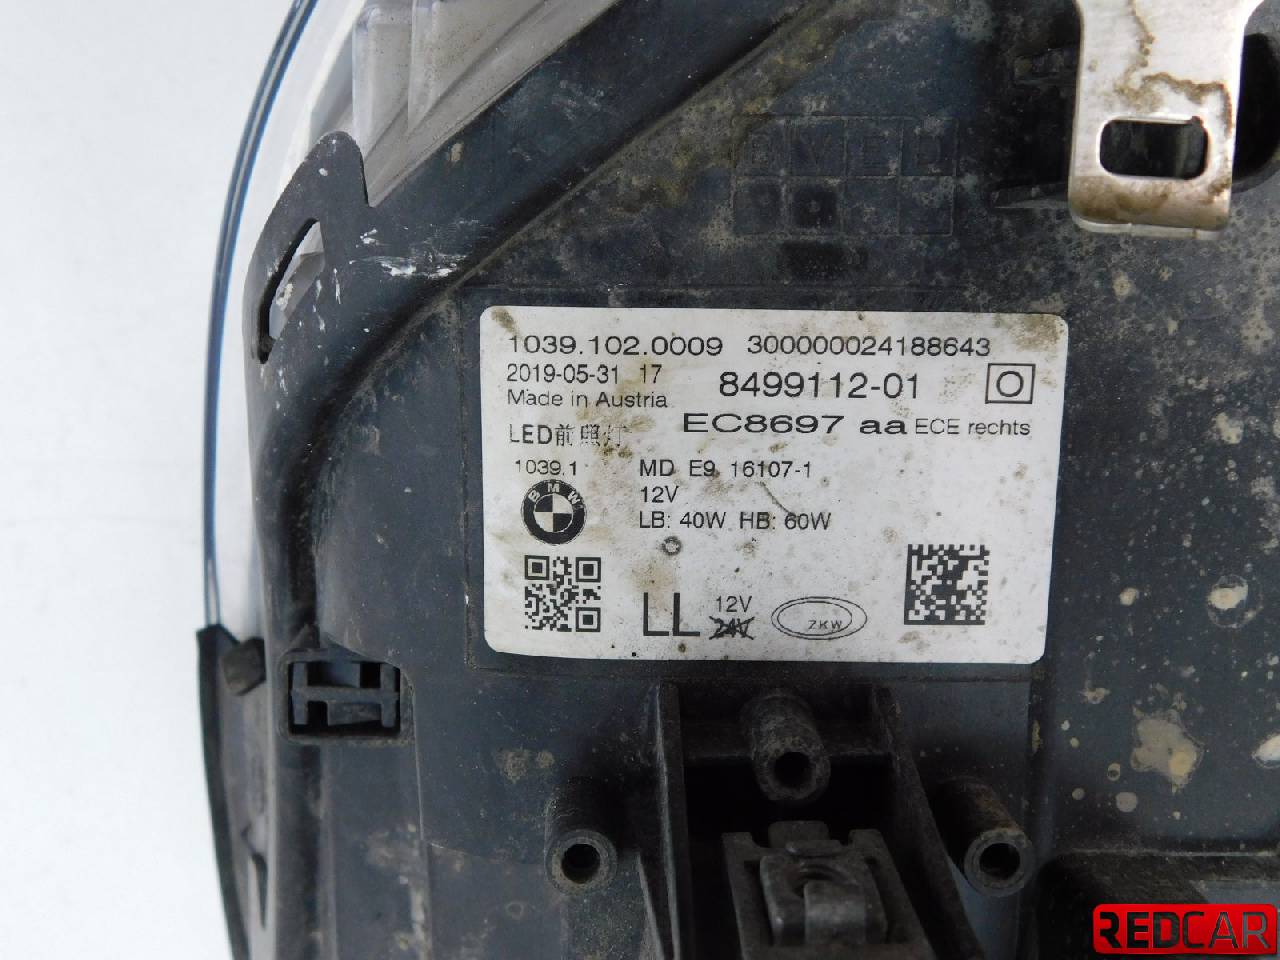 BMED
1039.102.0009 300000024188643
2019-05-31 17 8499112-01 O
Made in Austria
EC8697 aa ECE rechts
LED前照灯
1039.1 MD E9 16107-1
BMW
12V
LB: 40W HB: 60W
LL 12V
24V
ZKW
REDCAR